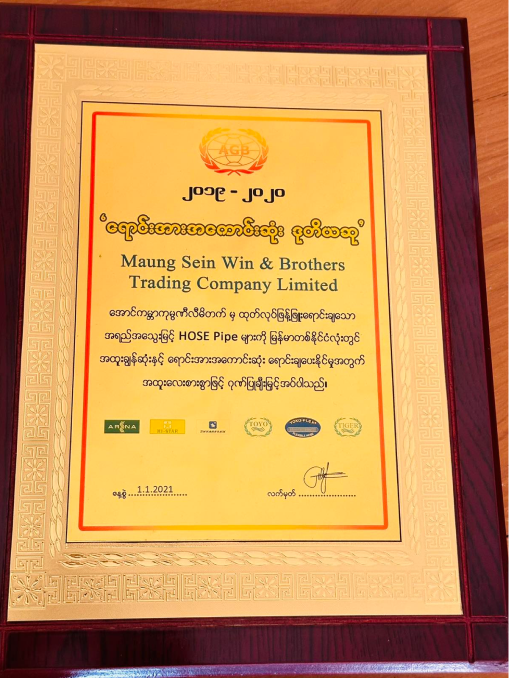 AGB
၂၀၁၉ - ၂၀၂၀
‘ရောင်းအားအကောင်းဆုံး ဒုတိယဆု’
Maung Sein Win & Brothers
Trading Company Limited
အောင်ကမ္ဘာကုမ္ပဏီလီမိတက် မှ ထုတ်လုပ်ဖြန့်ဖြူးရောင်းချသော
အရည်အသွေးမြင့် HOSE Pipe များကို မြန်မာတစ်နိုင်ငံလုံးတွင်
အထူးချွန်ဆုံးနှင့် ရောင်းအားအကောင်းဆုံး ရောင်းချပေးနိုင်မှုအတွက်
အထူးလေးစားစွာဖြင့် ဂုဏ်ပြုချီးမြှင့်အပ်ပါသည်။
ARENA TOYO TIGER
နေ့စွဲ 1.1.2021 လက်မှတ်